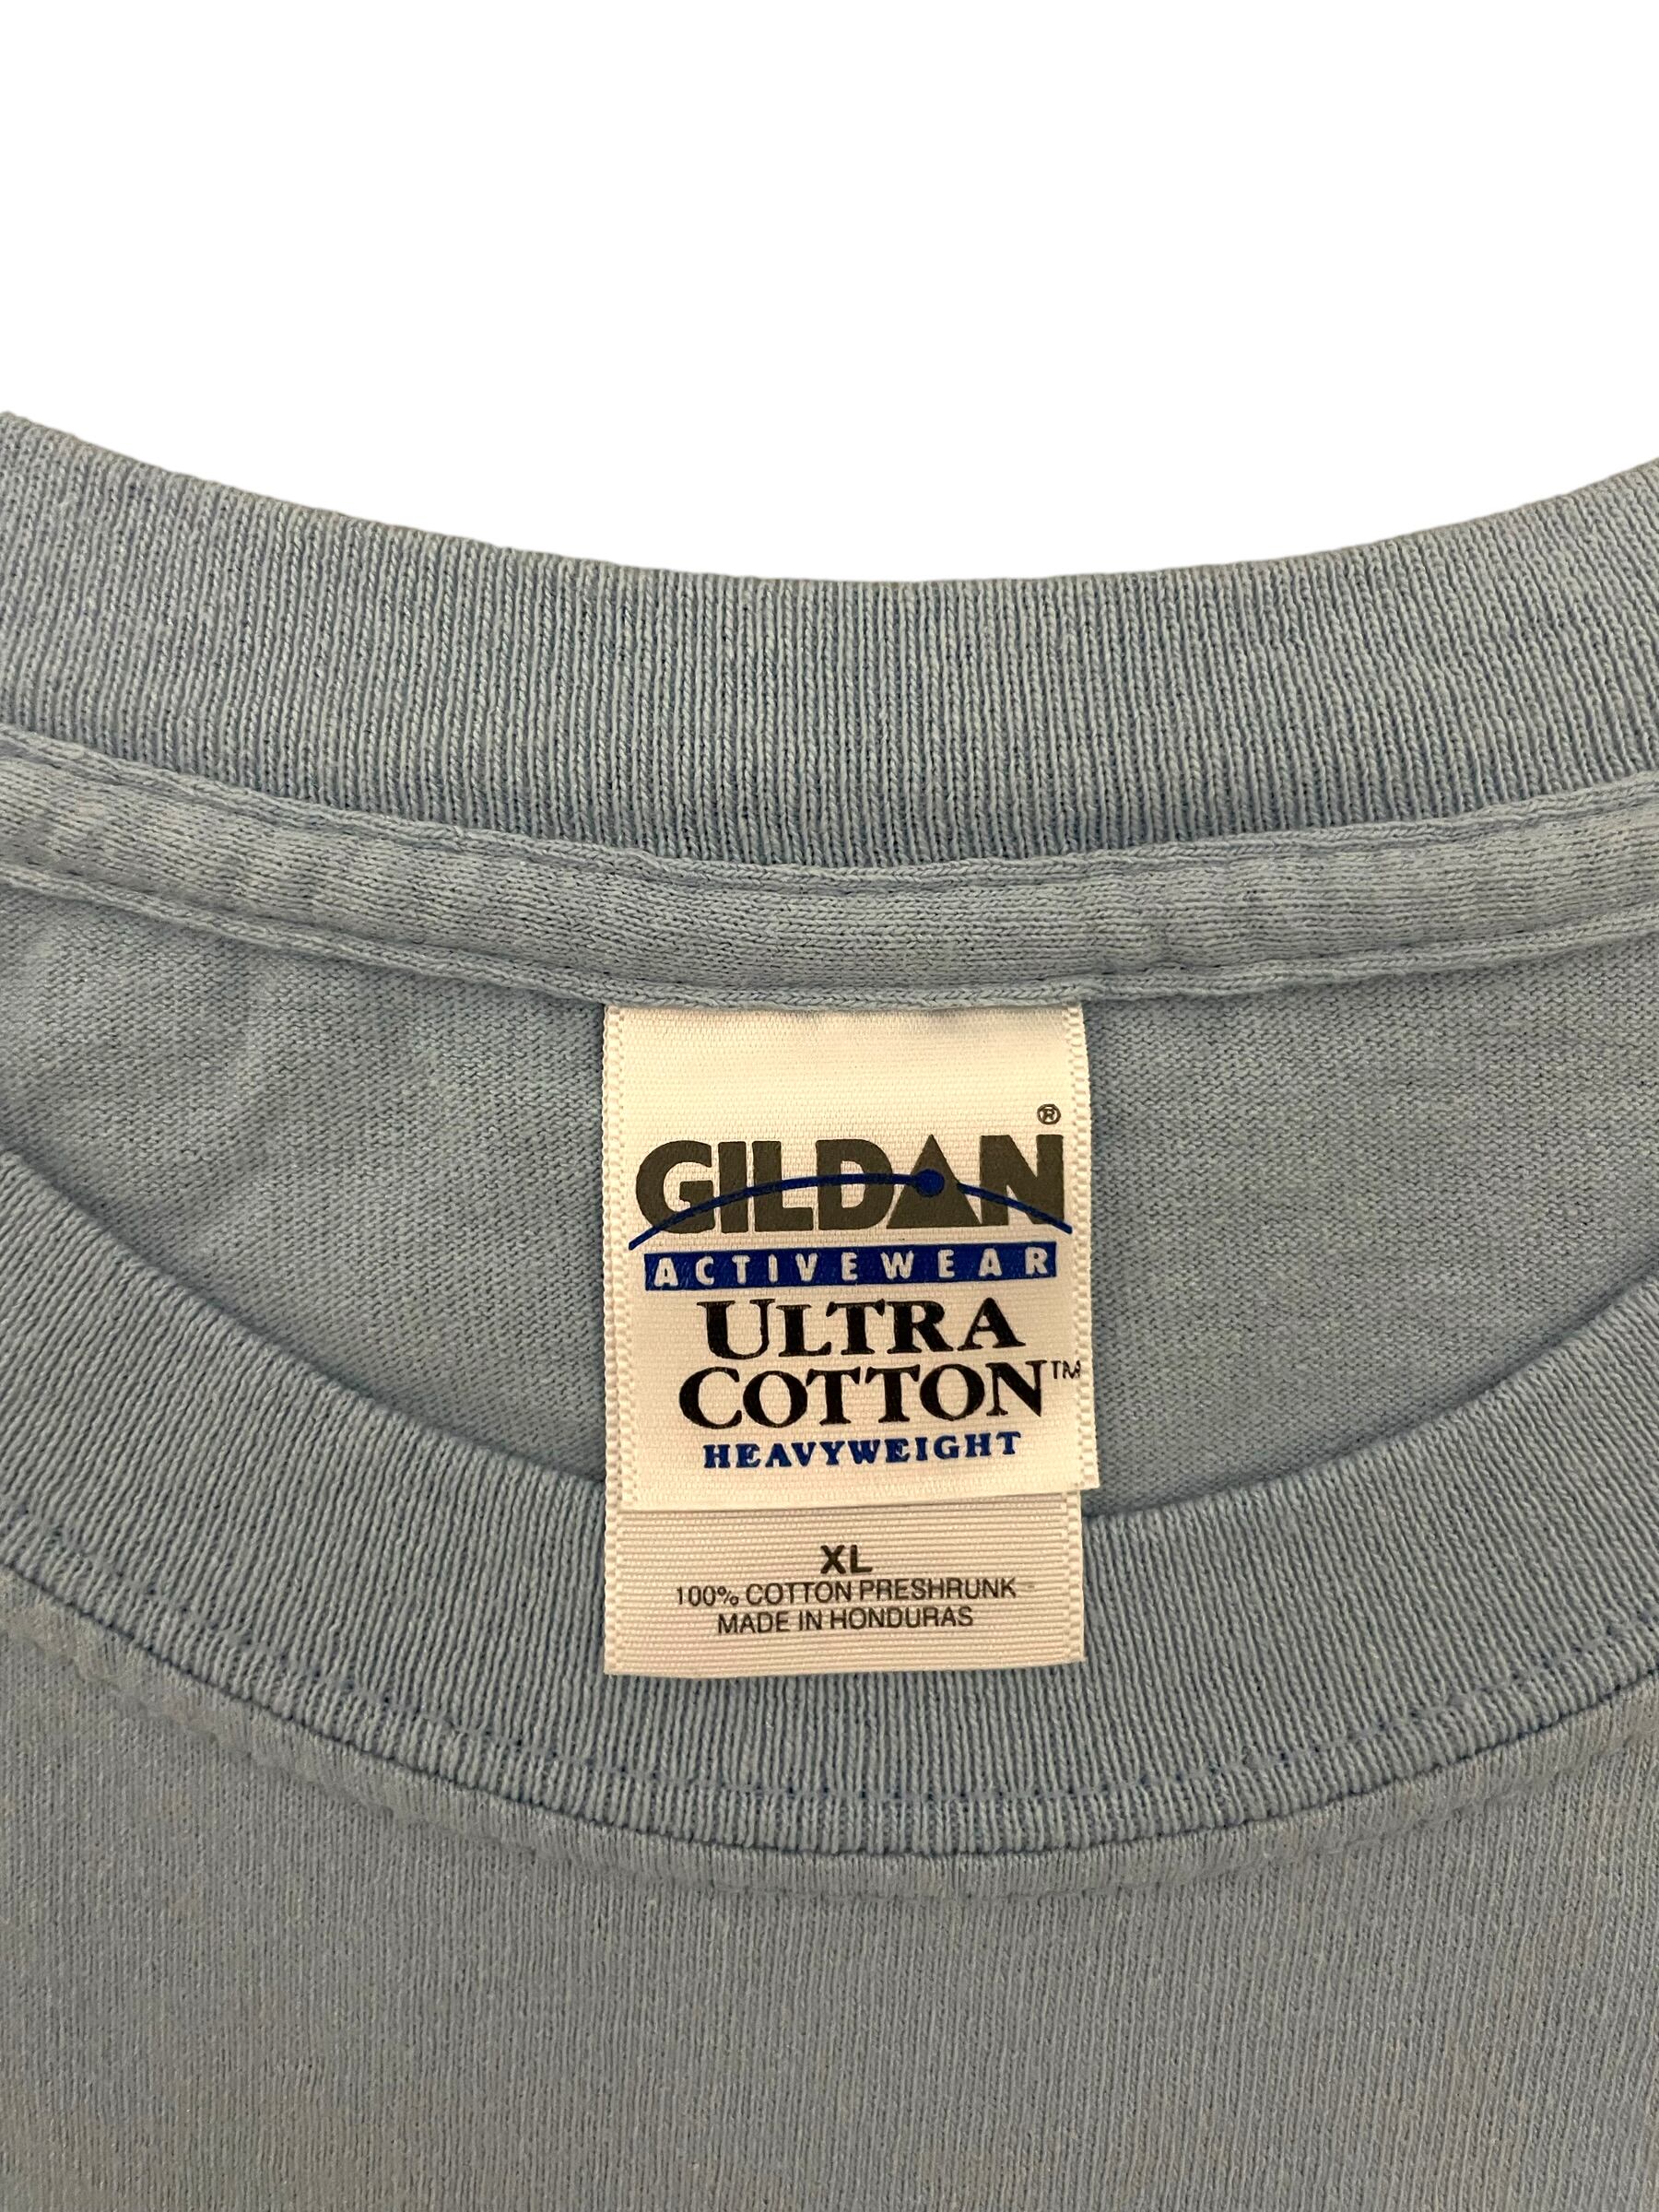 GILDAN®
ACTIVEWEAR
ULTRA
COTTON™
HEAVYWEIGHT
XL
100% COTTON PRESHRUNK
MADE IN HONDURAS